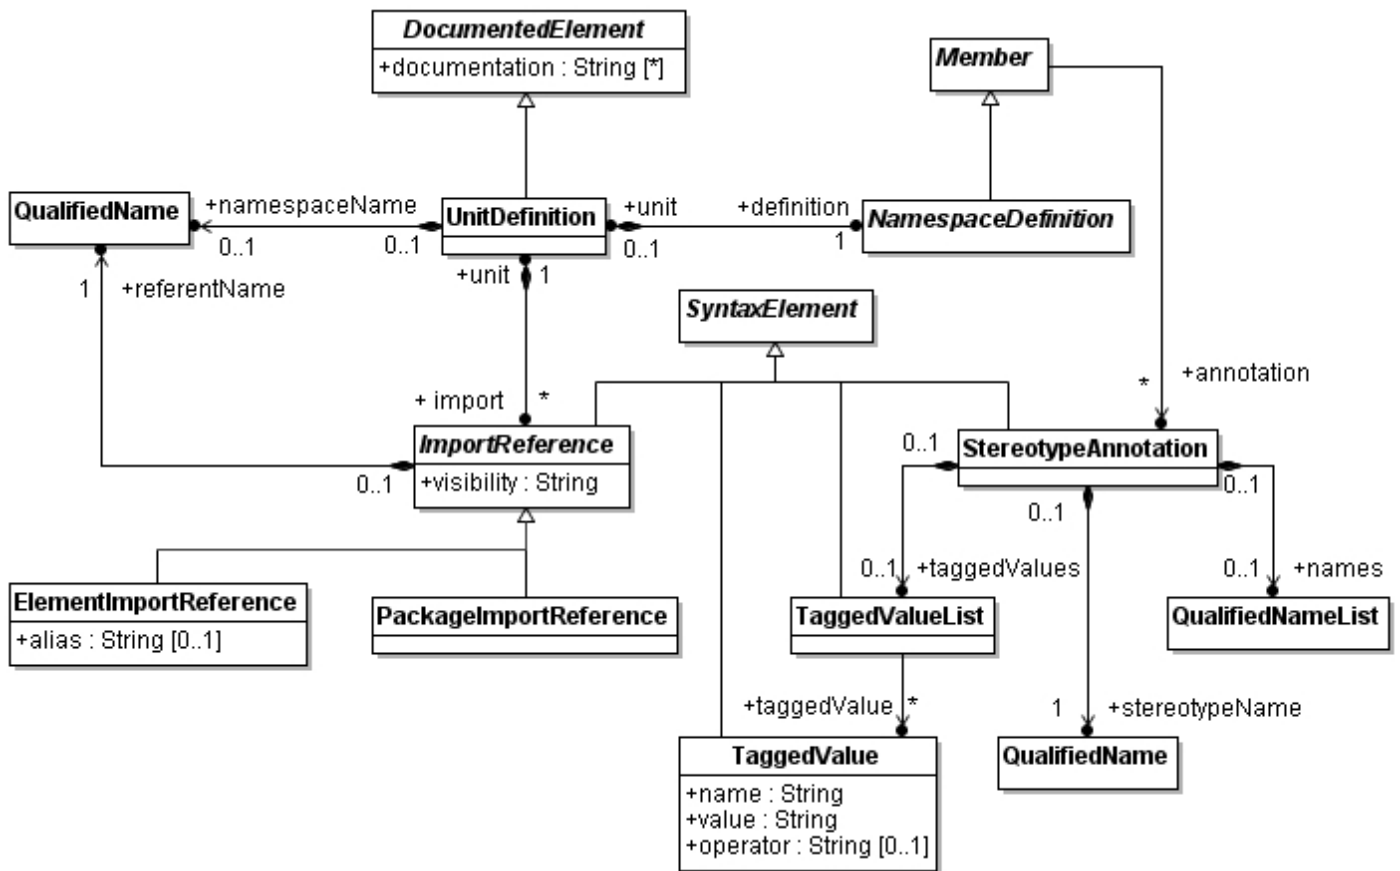 DocumentedElement
+documentation : String [*]
Member
QualifiedName
+namespaceName
0..1
0..1
UnitDefinition
+unit
0..1
+definition
1
NamespaceDefinition
1
+referentName
+unit
1
SyntaxElement
+ import
*
*
+annotation
ImportReference
+visibility : String
0..1
0..1
StereotypeAnnotation
0..1
0..1
0..1
+taggedValues
0..1
+names
ElementImportReference
+alias : String [0..1]
PackageImportReference
TaggedValueList
QualifiedNameList
+taggedValue
*
1
+stereotypeName
TaggedValue
+name : String
+value : String
+operator : String [0..1]
QualifiedName